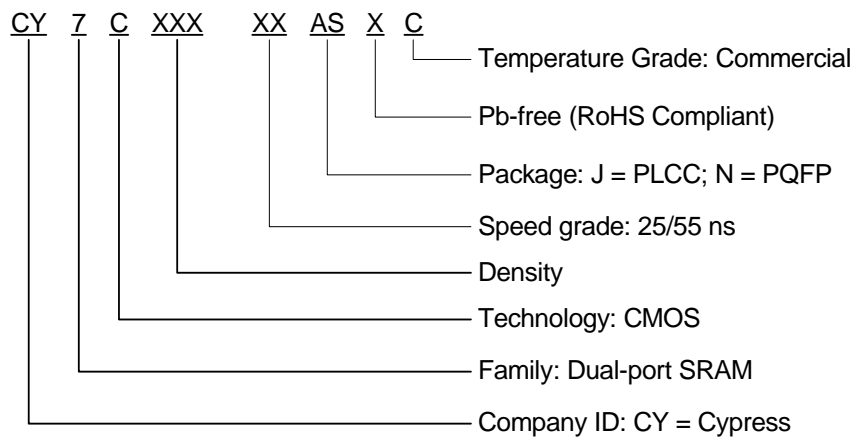 CY 7 C XXX XX AS X C
Temperature Grade: Commercial
Pb-free (RoHS Compliant)
Package: J = PLCC; N = PQFP
Speed grade: 25/55 ns
Density
Technology: CMOS
Family: Dual-port SRAM
Company ID: CY = Cypress